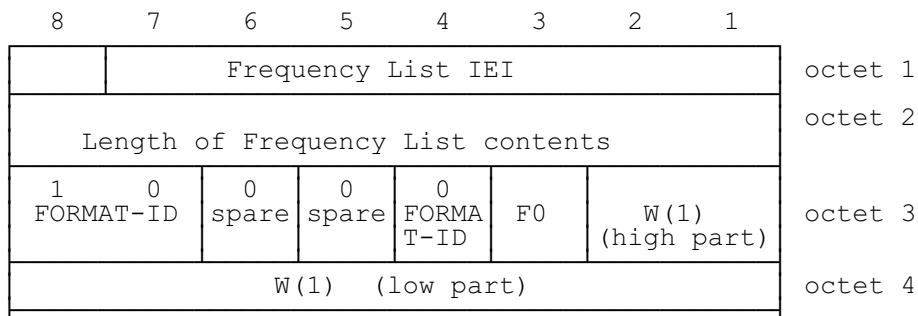 8 7 6 5 4 3 2 1
Frequency List IEI octet 1
octet 2
Length of Frequency List contents
1 0 0 0 0
FORMAT-ID spare spare FORMA F0 W(1) octet 3
T-ID (high part)
W(1) (low part) octet 4